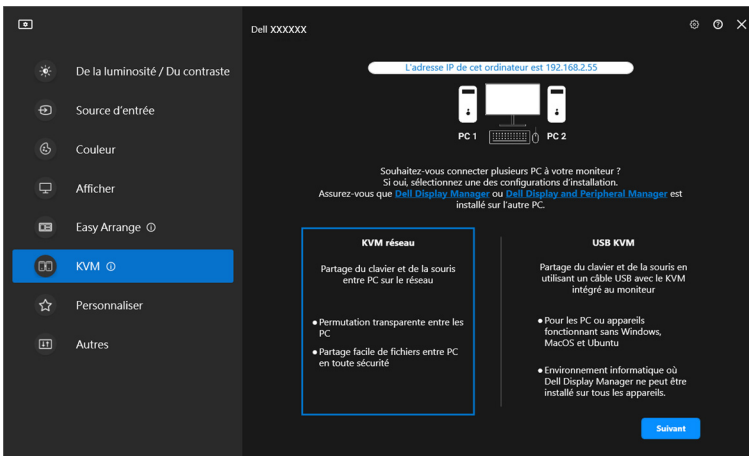 Dell XXXXXX
De la luminosité / Du contraste
Source d'entrée
Couleur
Afficher
Easy Arrange
KVM
Personnaliser
Autres
L'adresse IP de cet ordinateur est 192.168.2.55
PC 1
PC 2
Souhaitez-vous connecter plusieurs PC à votre moniteur ?
Si oui, sélectionnez une des configurations d'installation.
Assurez-vous que Dell Display Manager ou Dell Display and Peripheral Manager est
installé sur l'autre PC.
KVM réseau
Partage du clavier et de la souris
entre PC sur le réseau
• Permutation transparente entre les
PC
• Partage facile de fichiers entre PC
en toute sécurité
USB KVM
Partage du clavier et de la souris en
utilisant un câble USB avec le KVM
intégré au moniteur
• Pour les PC ou appareils
fonctionnant sans Windows,
MacOS et Ubuntu
• Environnement informatique où
Dell Display Manager ne peut être
installé sur tous les appareils.
Suivant